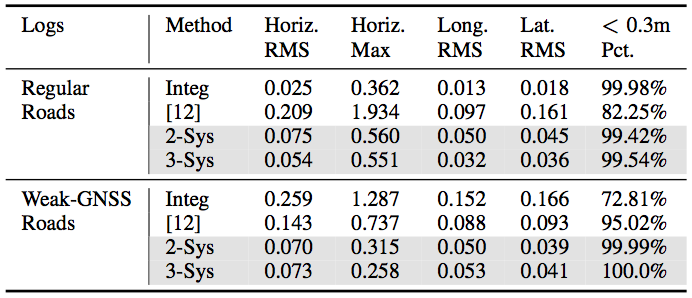 Logs Method Horiz. Horiz. Long. Lat. < 0.3m
RMS Max RMS RMS Pct.
Regular Integ 0.025 0.362 0.013 0.018 99.98%
Roads [12] 0.209 1.934 0.097 0.161 82.25%
2-Sys 0.075 0.560 0.050 0.045 99.42%
3-Sys 0.054 0.551 0.032 0.036 99.54%
Weak-GNSS Integ 0.259 1.287 0.152 0.166 72.81%
Roads [12] 0.143 0.737 0.088 0.093 95.02%
2-Sys 0.070 0.315 0.050 0.039 99.99%
3-Sys 0.073 0.258 0.053 0.041 100.0%